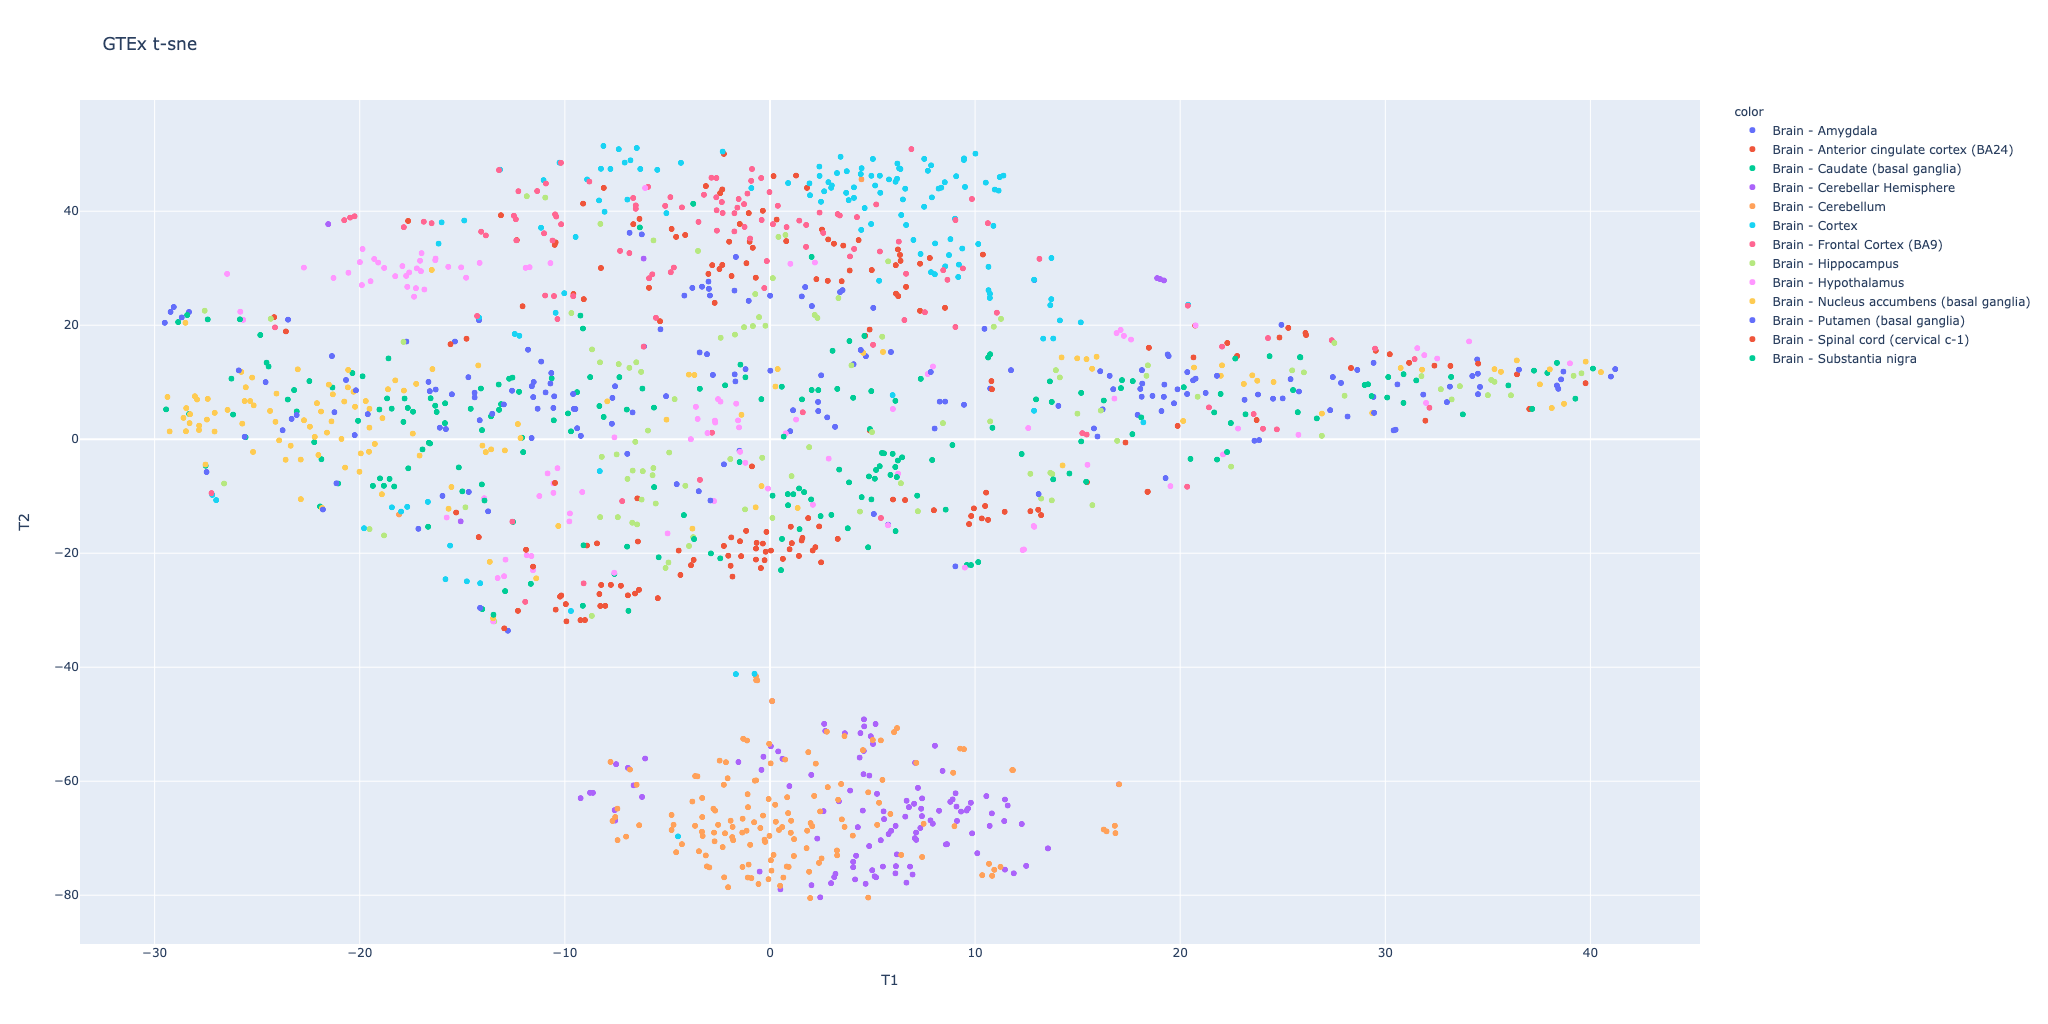 GTEx t-sne
color
Brain - Amygdala
Brain - Anterior cingulate cortex (BA24)
Brain - Caudate (basal ganglia)
Brain - Cerebellar Hemisphere
Brain - Cerebellum
Brain - Cortex
Brain - Frontal Cortex (BA9)
Brain - Hippocampus
Brain - Hypothalamus
Brain - Nucleus accumbens (basal ganglia)
Brain - Putamen (basal ganglia)
Brain - Spinal cord (cervical c-1)
Brain - Substantia nigra
T2
40
20
0
−20
−40
−60
−80
−30 −20 −10 0 10 20 30 40
T1